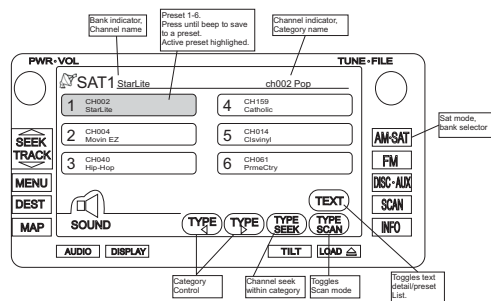 Bank indicator,
Channel name
Preset 1-6.
Press until beep to save
to a preset.
Active preset highlighed.
Channel indicator,
Category name
PWR•VOL
TUNE•FILE
SAT1 StarLite
ch002 Pop
1 CH002
StarLite
4 CH159
Catholic
2 CH004
Movin EZ
5 CH014
Clsvinyl
3 CH040
Hip-Hop
6 CH061
PrmeCtry
SEEK
TRACK
MENU
DEST
MAP
AM•SAT
FM
DISC•AUX
SCAN
INFO
Sat mode,
bank selector
SOUND
TEXT
TYPE
TYPE
TYPE
SEEK
TYPE
SCAN
AUDIO
DISPLAY
TILT
LOAD
Category
Control
Channel seek
within category
Toggles
Scan mode
Toggles text
detail/preset
List.